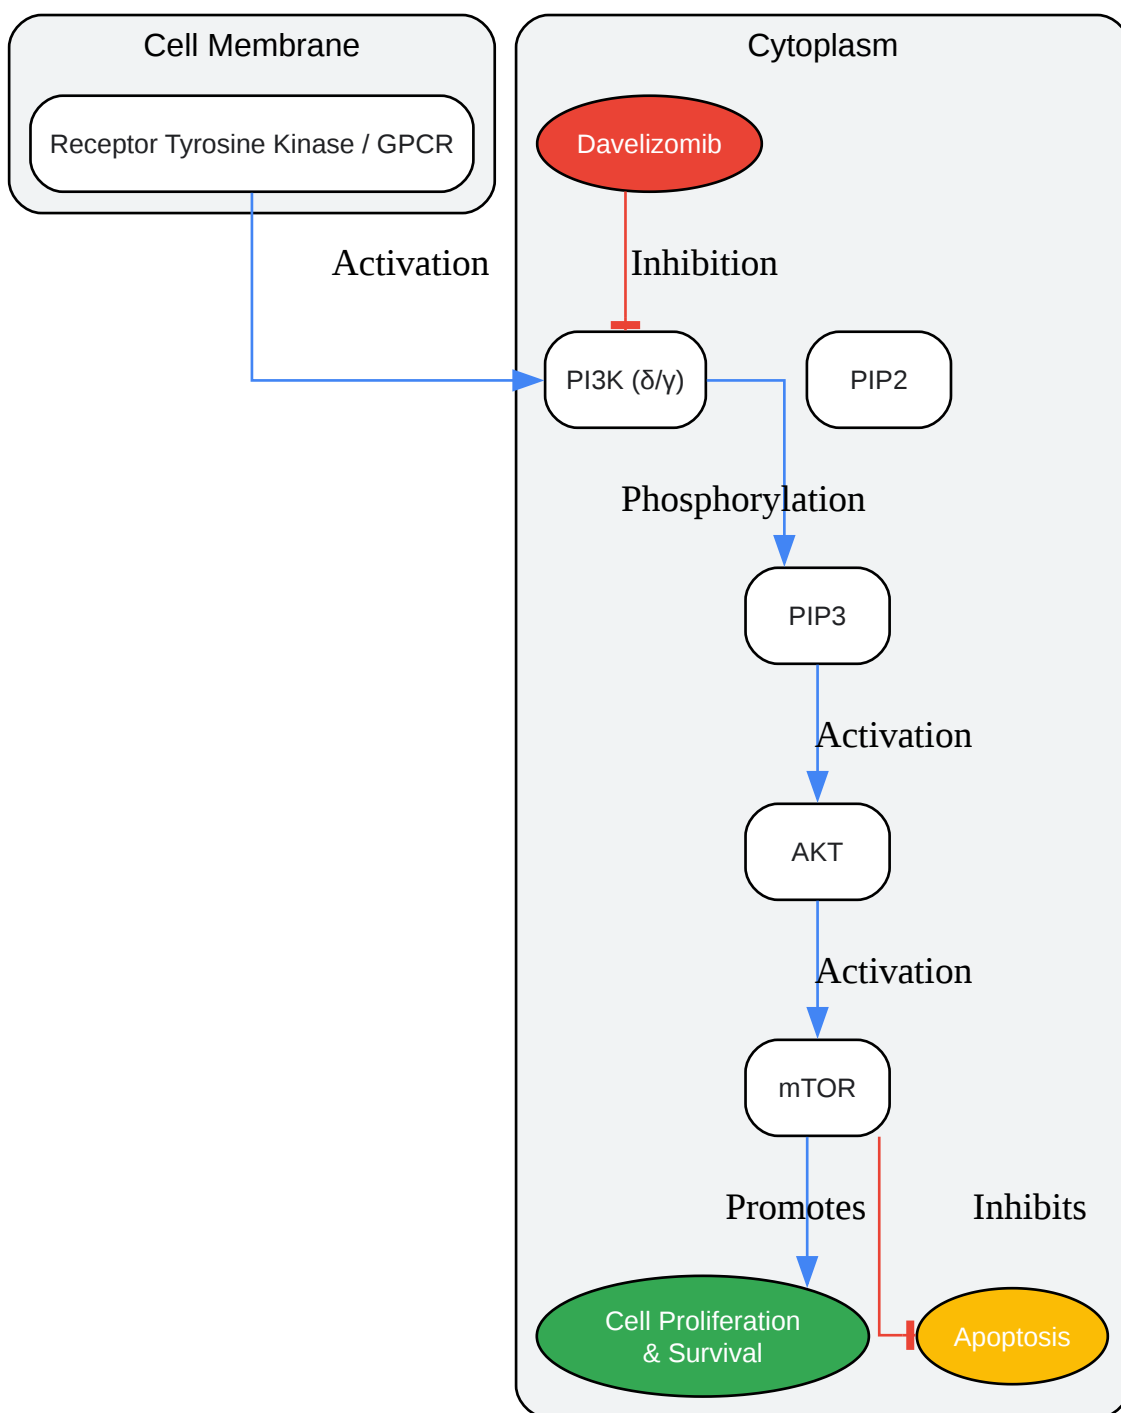 Cell Membrane
Cytoplasm
Receptor Tyrosine Kinase / GPCR
Davelizomib
Activation
Inhibition
PI3K (δ/γ)
PIP2
Phosphorylation
PIP3
Activation
AKT
Activation
mTOR
Promotes
Inhibits
Cell Proliferation
& Survival
Apoptosis